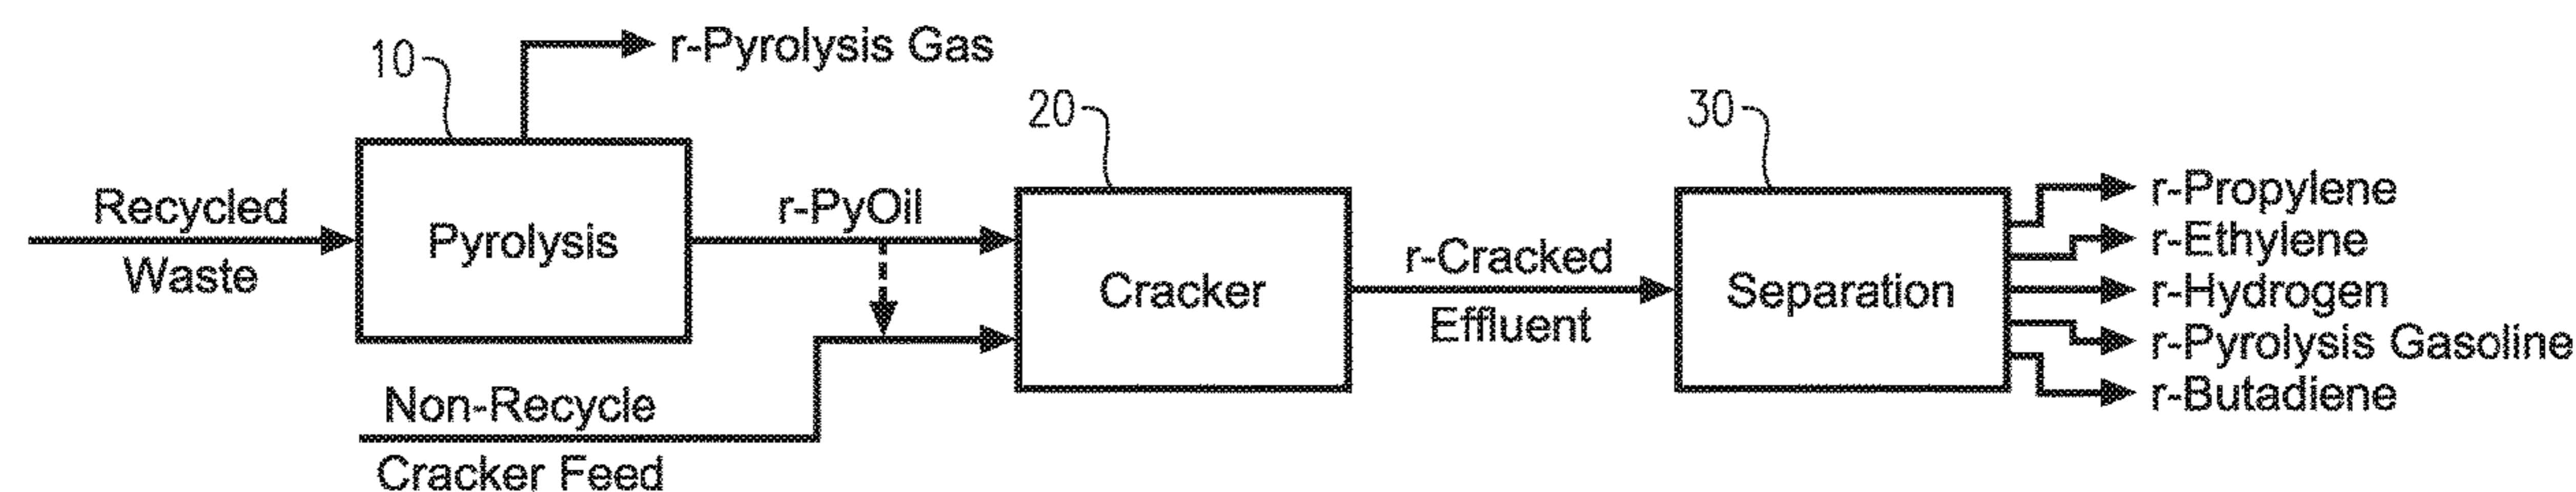 10
r-Pyrolysis Gas
20
30
Recycled
Waste
Pyrolysis
r-PyOil
Non-Recycle
Cracker Feed
Cracker
r-Cracked
Effluent
Separation
r-Propylene
r-Ethylene
r-Hydrogen
r-Pyrolysis Gasoline
r-Butadiene